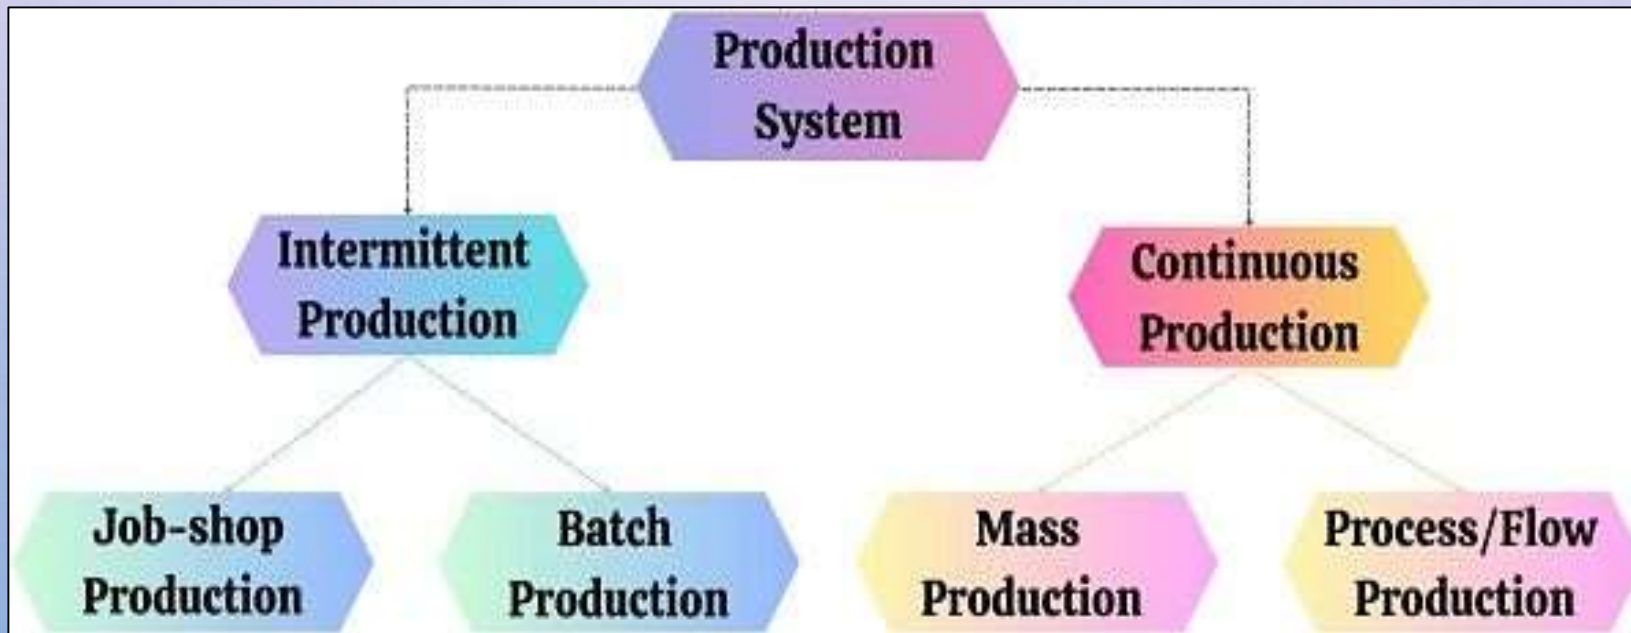 Production
System
Intermittent
Production
Continuous
Production
Job-shop
Production
Batch
Production
Mass
Production
Process/Flow
Production